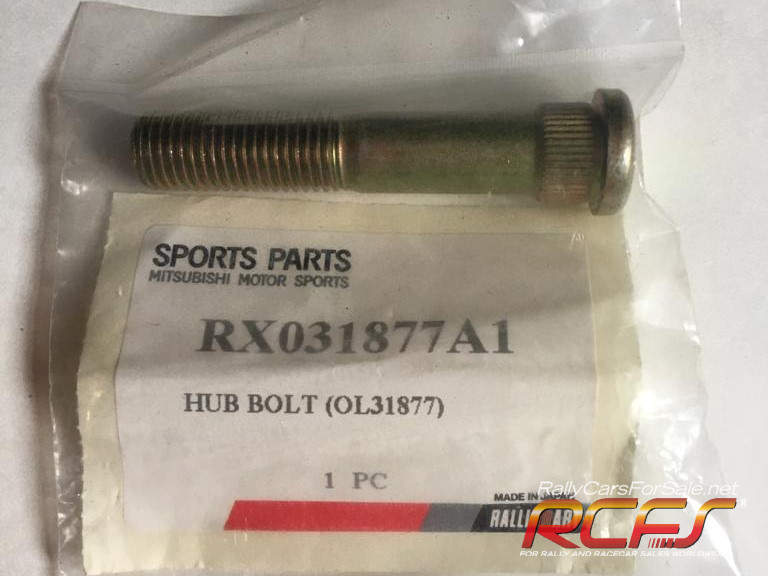 SPORTS PARTS
MITSUBISHI MOTOR SPORTS
RX031877A1
HUB BOLT (OL31877)
1 PC
MADE IN JAPAN
RallyCarsForSale.net
RCFS
FOR RALLY AND RACECAR SALES WORLDWIDE